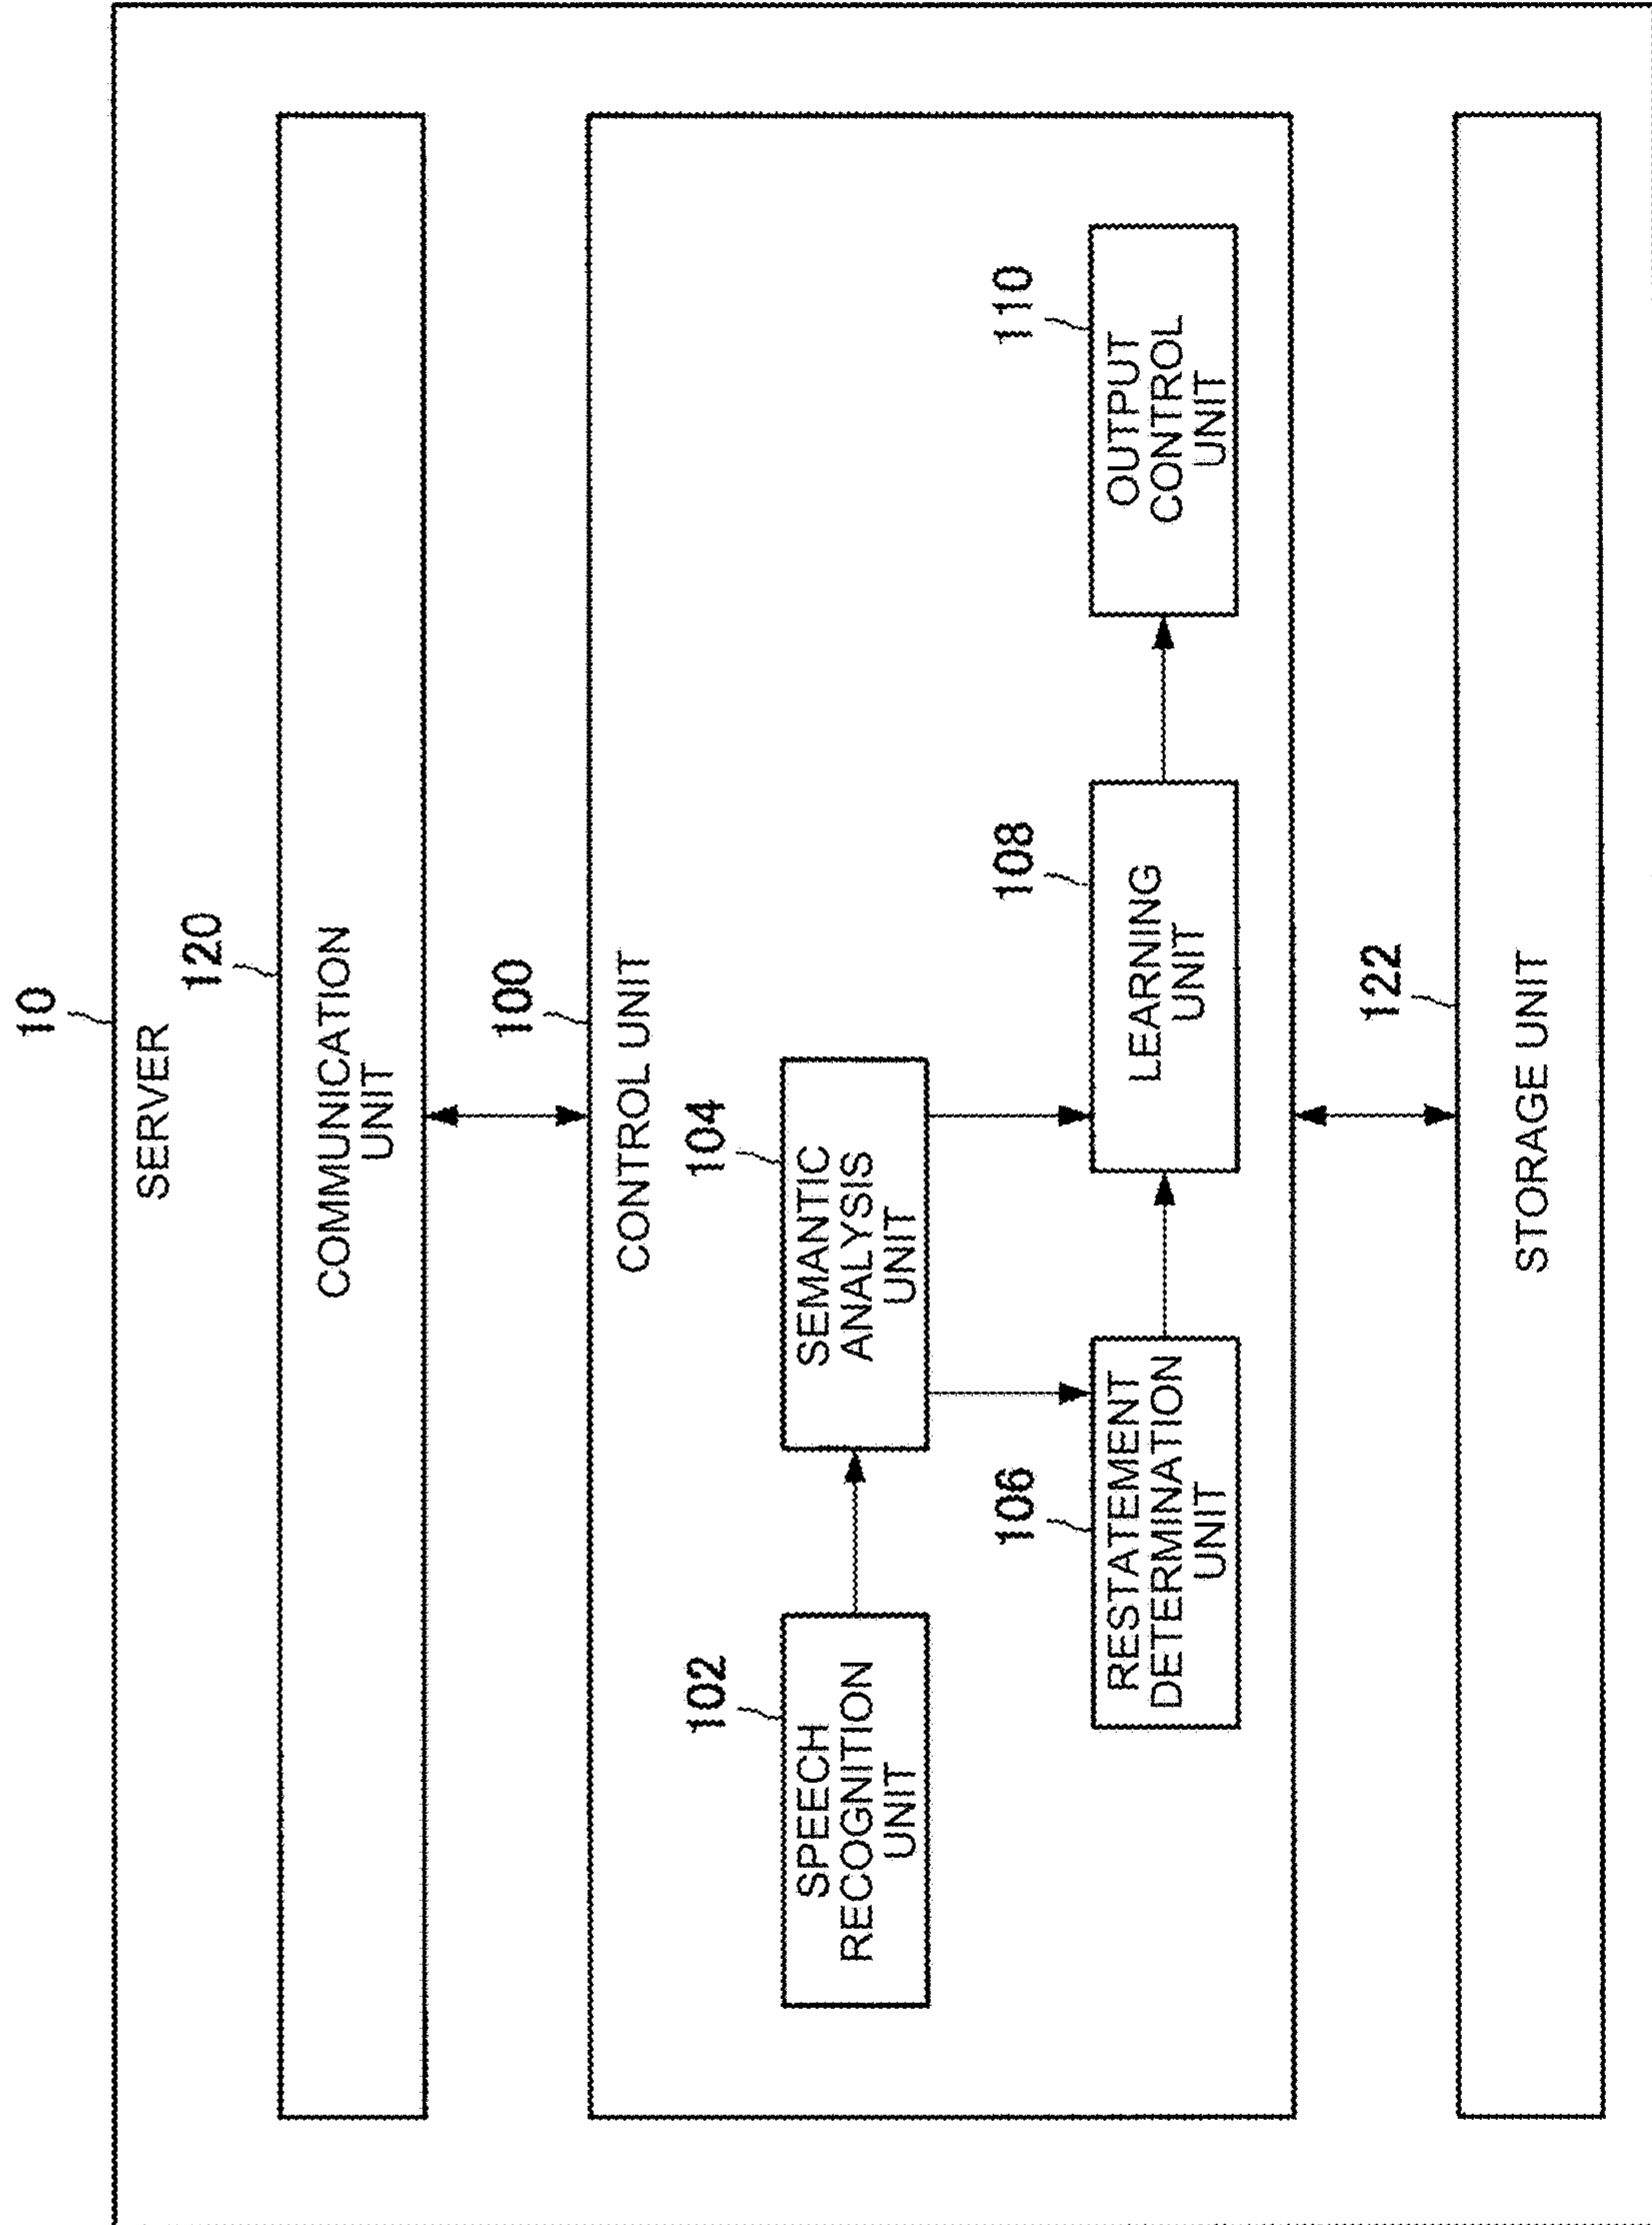 10
SERVER
120
COMMUNICATION
UNIT
100
CONTROL UNIT
102
SPEECH
RECOGNITION
UNIT
104
SEMANTIC
ANALYSIS
UNIT
106
RESTATEMENT
DETERMINATION
UNIT
108
LEARNING
UNIT
110
OUTPUT
CONTROL
UNIT
122
STORAGE UNIT